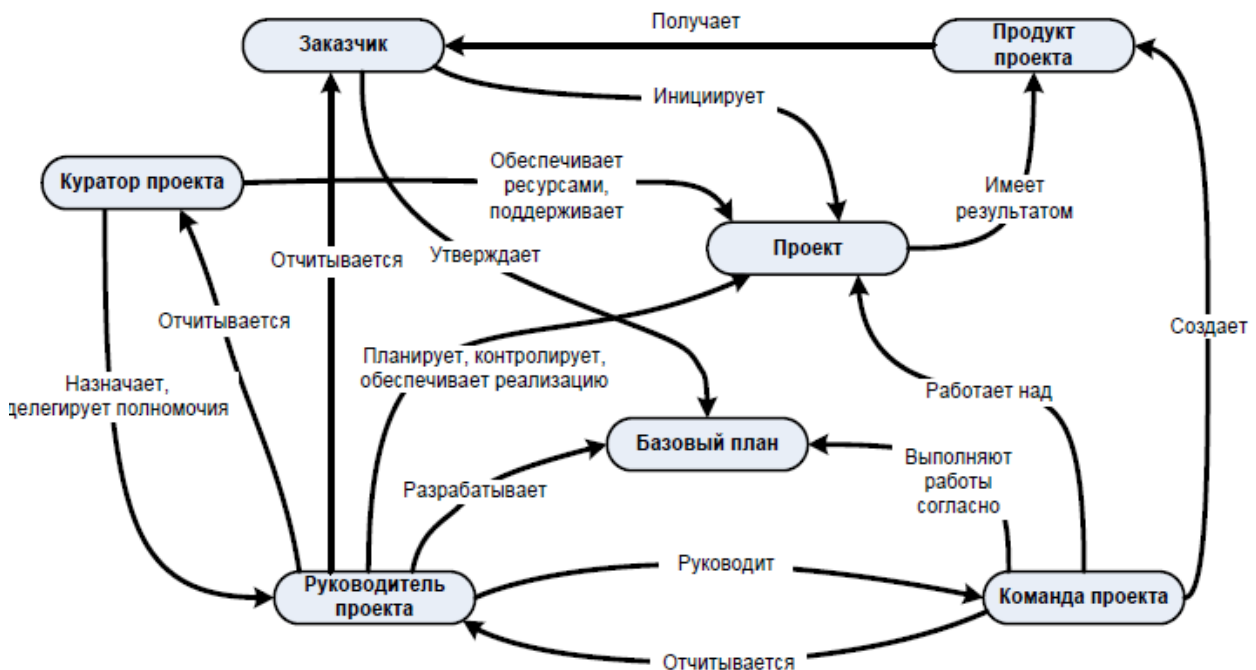 Получает
Заказчик
Продукт
проекта
Инициирует
Обеспечивает
ресурсами,
поддерживает
Куратор проекта
Имеет
результатом
Проект
Отчитывается
Утверждает
Отчитывается
Создает
Планирует, контролирует,
обеспечивает реализацию
Назначает,
делегирует полномочия
Работает над
Базовый план
Выполняют
работы
согласно
Разрабатывает
Руководит
Руководитель
проекта
Команда проекта
Отчитывается